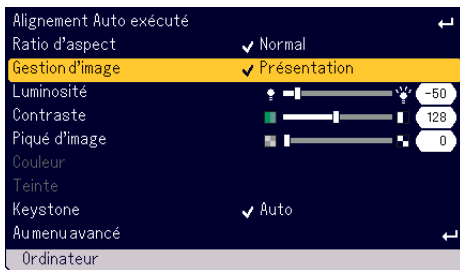 Alignement Auto exécuté
Ratio d'aspect Normal
Gestion d'image Présentation
Luminosité -50
Contraste 128
Piqué d'image 0
Couleur
Teinte
Keystone Auto
Au menu avancé
Ordinateur